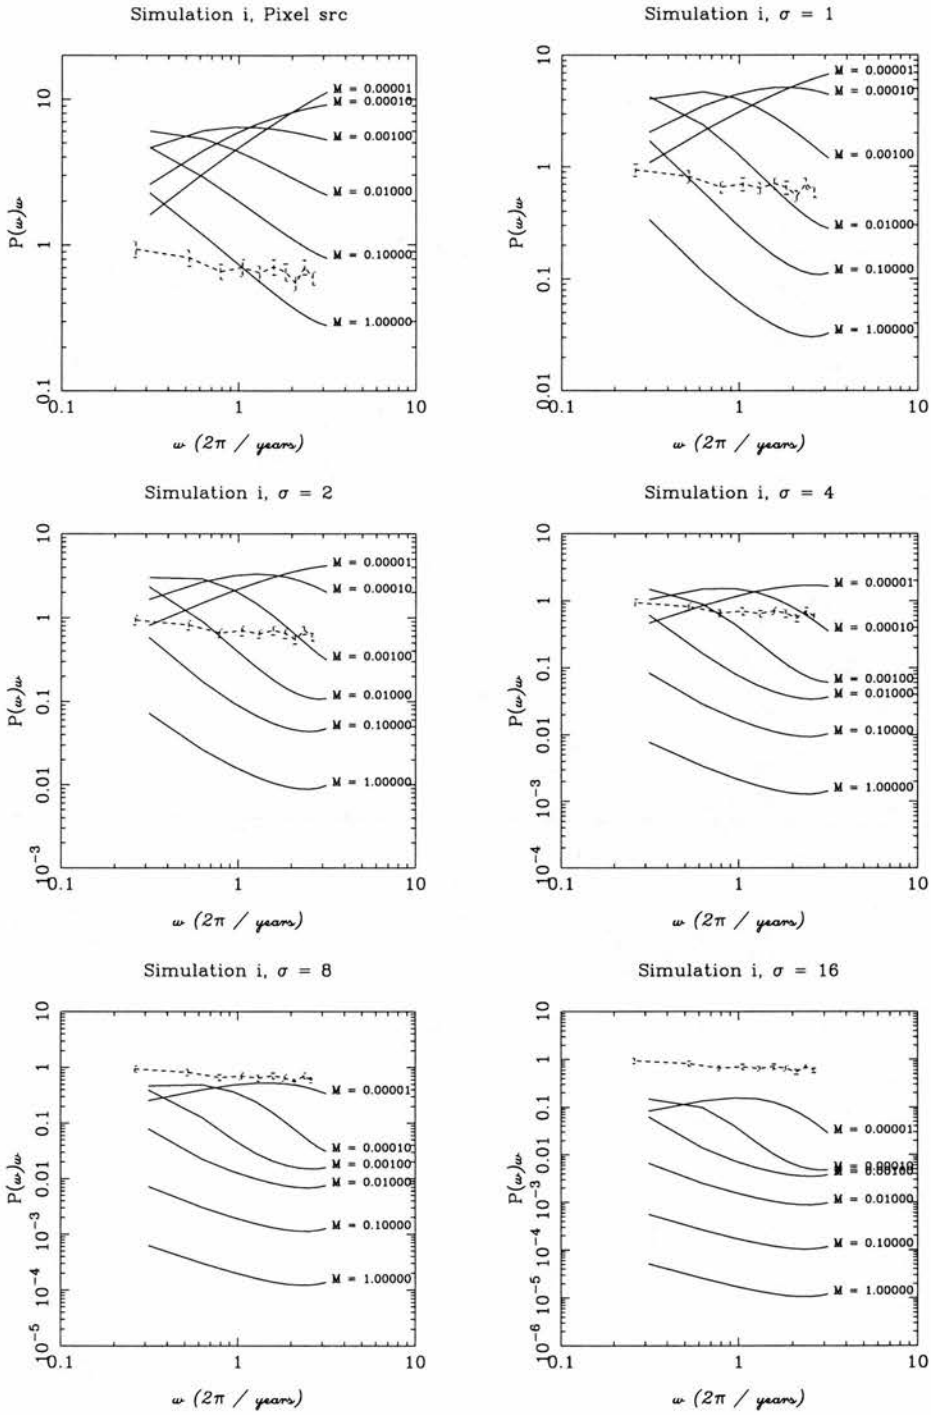 Simulation i, Pixel src
10
1
0.1
P(ω)ω
M = 0.00001
M = 0.00010
M = 0.00100
M = 0.01000
M = 0.10000
M = 1.00000
0.1 1 10
ω (2π / years)
Simulation i, σ = 1
10
1
0.1
0.01
P(ω)ω
M = 0.00001
M = 0.00010
M = 0.00100
M = 0.01000
M = 0.10000
M = 1.00000
0.1 1 10
ω (2π / years)
Simulation i, σ = 2
10
1
0.1
0.01
10⁻³
P(ω)ω
M = 0.00001
M = 0.00010
M = 0.00100
M = 0.01000
M = 0.10000
M = 1.00000
0.1 1 10
ω (2π / years)
Simulation i, σ = 4
10
1
0.1
0.01
10⁻³
10⁻⁴
P(ω)ω
M = 0.00001
M = 0.00010
M = 0.00100
M = 0.01000
M = 0.10000
M = 1.00000
0.1 1 10
ω (2π / years)
Simulation i, σ = 8
10
1
0.1
0.01
10⁻³
10⁻⁴
10⁻⁵
P(ω)ω
M = 0.00001
M = 0.00010
M = 0.00100
M = 0.01000
M = 0.10000
M = 1.00000
0.1 1 10
ω (2π / years)
Simulation i, σ = 16
10
1
0.1
0.01
10⁻³
10⁻⁴
10⁻⁵
10⁻⁶
P(ω)ω
M = 0.00001
M = 0.00010
M = 0.00100
M = 0.01000
M = 0.10000
M = 1.00000
0.1 1 10
ω (2π / years)